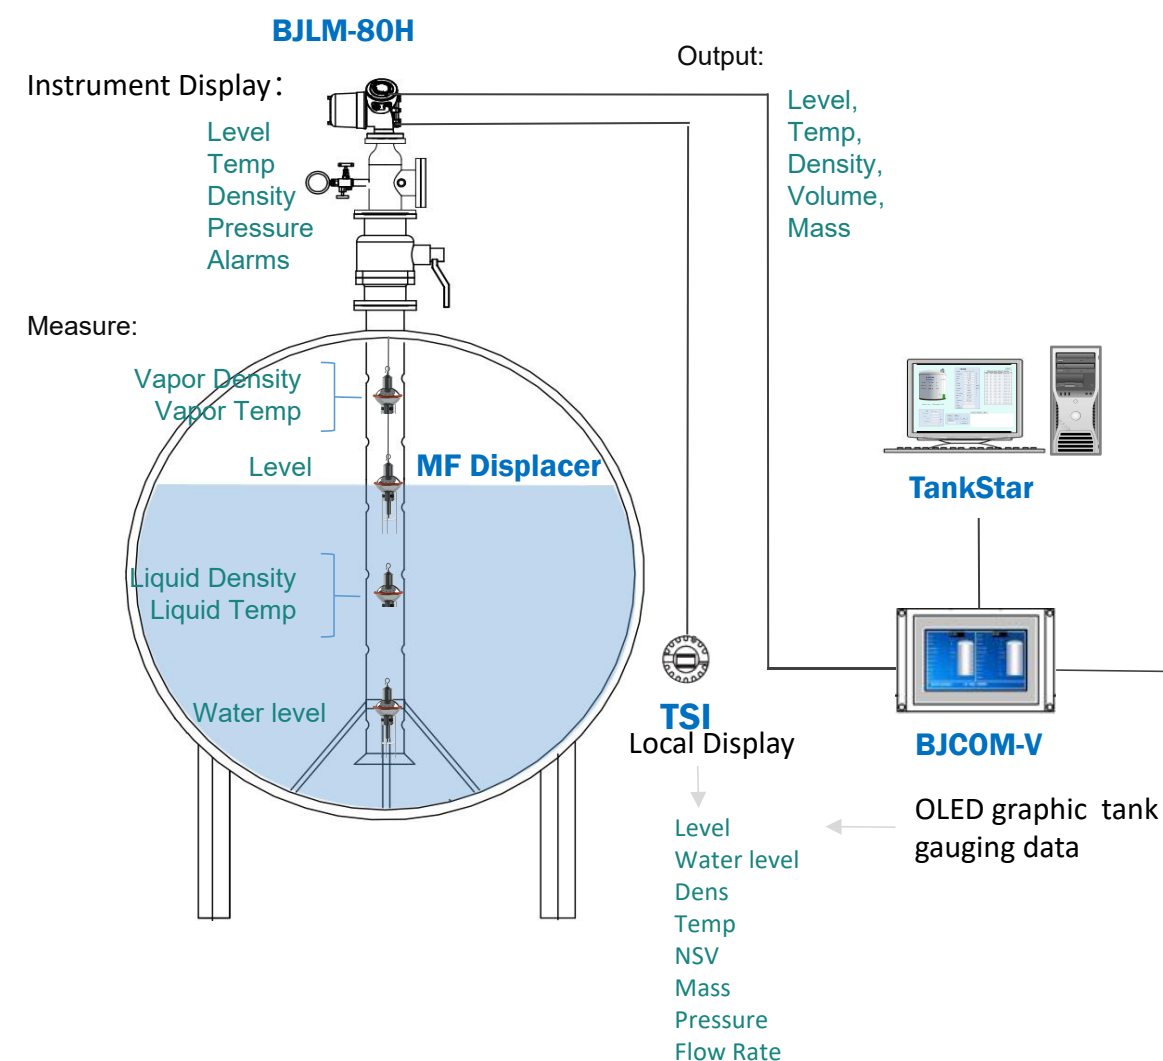 BJLM-80H
Instrument Display：
Level
Temp
Density
Pressure
Alarms
Output:
Level,
Temp,
Density,
Volume,
Mass
Measure:
Vapor Density
Vapor Temp
Level
MF Displacer
Liquid Density
Liquid Temp
Water level
TankStar
TSI
Local Display
BJCOM-V
OLED graphic tank
gauging data
Level
Water level
Dens
Temp
NSV
Mass
Pressure
Flow Rate